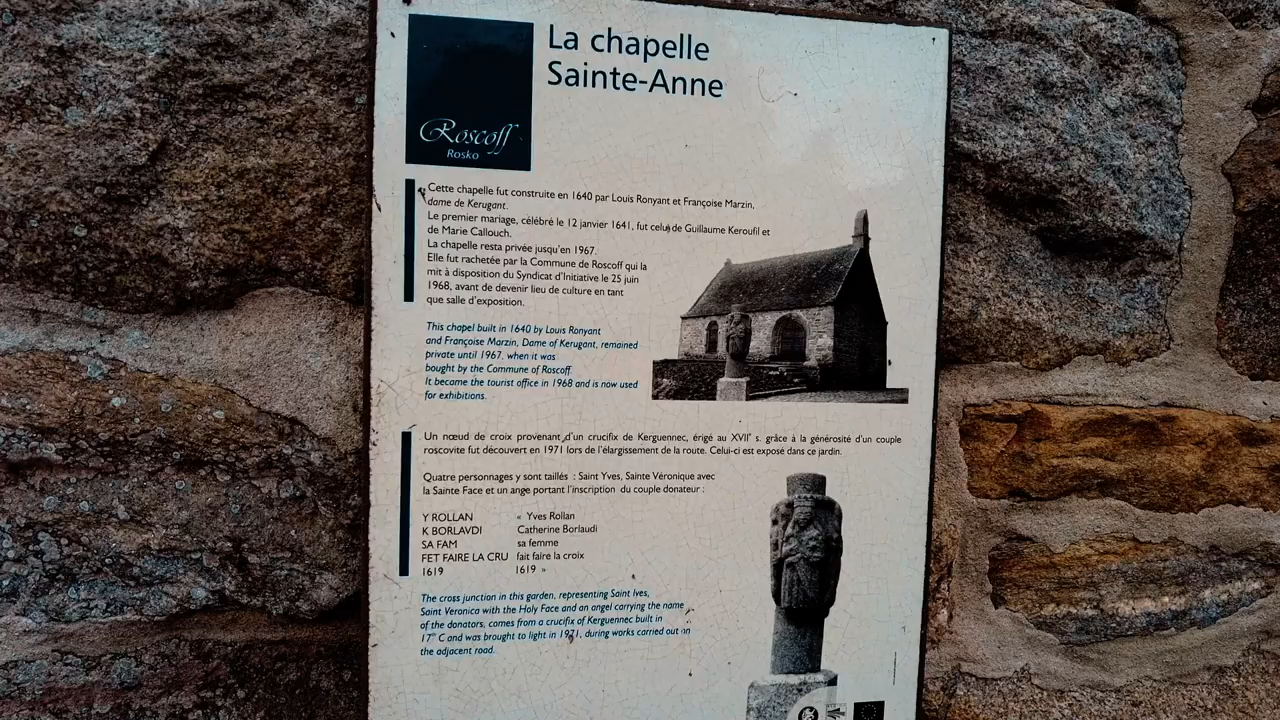 La chapelle
Sainte-Anne
Roscoff
Rosko
Cette chapelle fut construite en 1640 par Louis Ronyant et Françoise Marzin,
dame de Kerugant.
Le premier mariage, célébré le 12 janvier 1641, fut celui de Guillaume Keroufil et
de Marie Callouch.
La chapelle resta privée jusqu'en 1967.
Elle fut rachetée par la Commune de Roscoff qui la
mit à disposition du Syndicat d'Initiative le 25 juin
1968, avant de devenir lieu de culture en tant
que salle d'exposition.
This chapel built in 1640 by Louis Ronyant
and Françoise Marzin, Dame of Kerugant, remained
private until 1967, when it was
bought by the Commune of Roscoff.
It became the tourist office in 1968 and is now used
for exhibitions.
Un nœud de croix provenant d'un crucifix de Kerguennec, érigé au XVIIe s. grâce à la générosité d'un couple
roscovite fut découvert en 1971 lors de l'élargissement de la route. Celui-ci est exposé dans ce jardin.
Quatre personnages y sont taillés : Saint Yves, Sainte Véronique avec
la Sainte Face et un ange portant l'inscription du couple donateur :
Y ROLLAN « Yves Rollan
K BORLAVDI Catherine Borlaudi
SA FAM sa femme
FET FAIRE LA CRU fait faire la croix
1619 1619 »
The cross junction in this garden, representing Saint Ives,
Saint Veronica with the Holy Face and an angel carrying the name
of the donators, comes from a crucifix of Kerguennec built in
17th C and was brought to light in 1971, during works carried out on
the adjacent road.